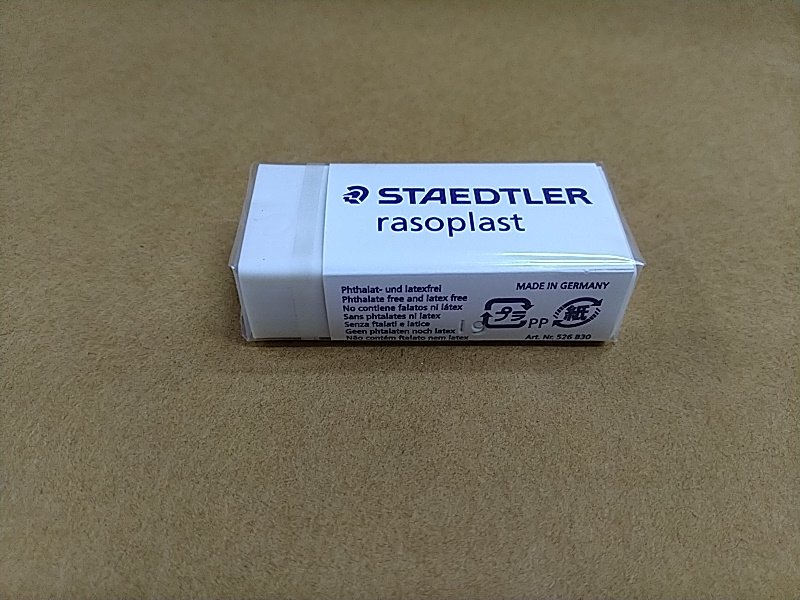 STAEDTLER
rasoplast
Phthalat- und latexfrei
Phthalate free and latex free
No contiene falatos ni látex
Sans phtalates ni latex
Senza ftalati e latice
Geen phtalaten noch latex
Não contém ftalato nem latex
MADE IN GERMANY
プラ
PP
紙
Art. Nr. 526 B30